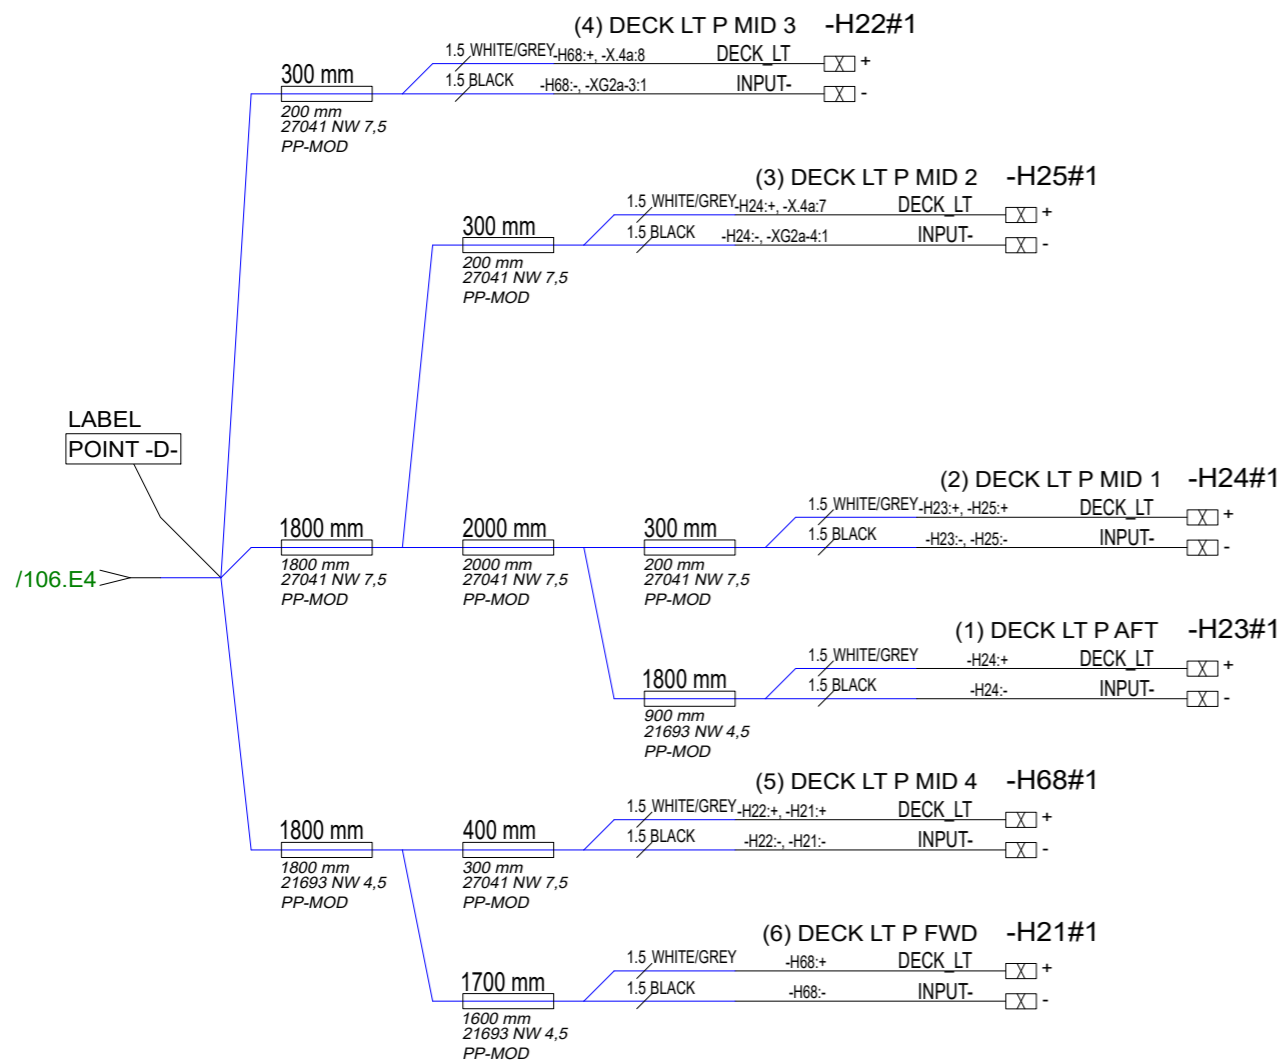 (4) DECK LT P MID 3 -H22#1
1.5 WHITE/GREY -H68:+, -X.4a:8 DECK_LT X +
300 mm
1.5 BLACK -H68:-, -XG2a-3:1 INPUT- X -
200 mm
27041 NW 7,5
PP-MOD
(3) DECK LT P MID 2 -H25#1
1.5 WHITE/GREY -H24:+, -X.4a:7 DECK_LT X +
300 mm
1.5 BLACK -H24:-, -XG2a-4:1 INPUT- X -
200 mm
27041 NW 7,5
PP-MOD
LABEL
POINT -D-
(2) DECK LT P MID 1 -H24#1
1.5 WHITE/GREY -H23:+, -H25:+ DECK_LT X +
1800 mm 2000 mm 300 mm
1.5 BLACK -H23:-, -H25:- INPUT- X -
1800 mm 2000 mm 200 mm
27041 NW 7,5 27041 NW 7,5 27041 NW 7,5
PP-MOD PP-MOD PP-MOD
/106.E4
(1) DECK LT P AFT -H23#1
1.5 WHITE/GREY -H24:+ DECK_LT X +
1800 mm
1.5 BLACK -H24:- INPUT- X -
900 mm
21693 NW 4,5
PP-MOD
(5) DECK LT P MID 4 -H68#1
1.5 WHITE/GREY -H22:+, -H21:+ DECK_LT X +
1800 mm 400 mm
1.5 BLACK -H22:-, -H21:- INPUT- X -
1800 mm 300 mm
21693 NW 4,5 27041 NW 7,5
PP-MOD PP-MOD
(6) DECK LT P FWD -H21#1
1.5 WHITE/GREY -H68:+ DECK_LT X +
1700 mm
1.5 BLACK -H68:- INPUT- X -
1600 mm
21693 NW 4,5
PP-MOD